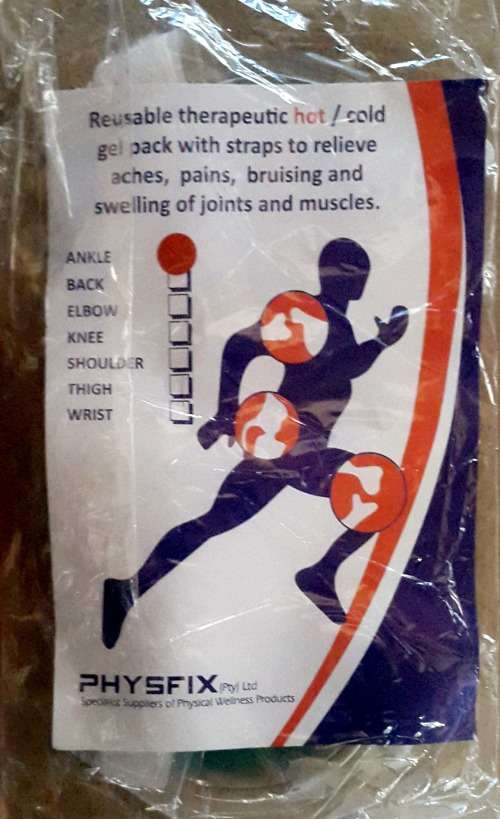 Reusable therapeutic hot / cold
gel pack with straps to relieve
aches, pains, bruising and
swelling of joints and muscles.
ANKLE
BACK
ELBOW
KNEE
SHOULDER
THIGH
WRIST
PHYSFIX (Pty) Ltd
Specialist Suppliers of Physical Wellness Products